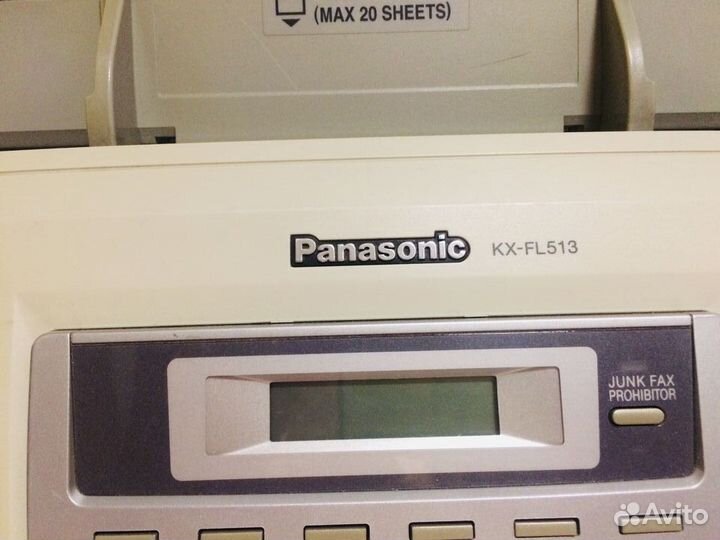 (MAX 20 SHEETS)
Panasonic KX-FL513
JUNK FAX
PROHIBITOR
Avito